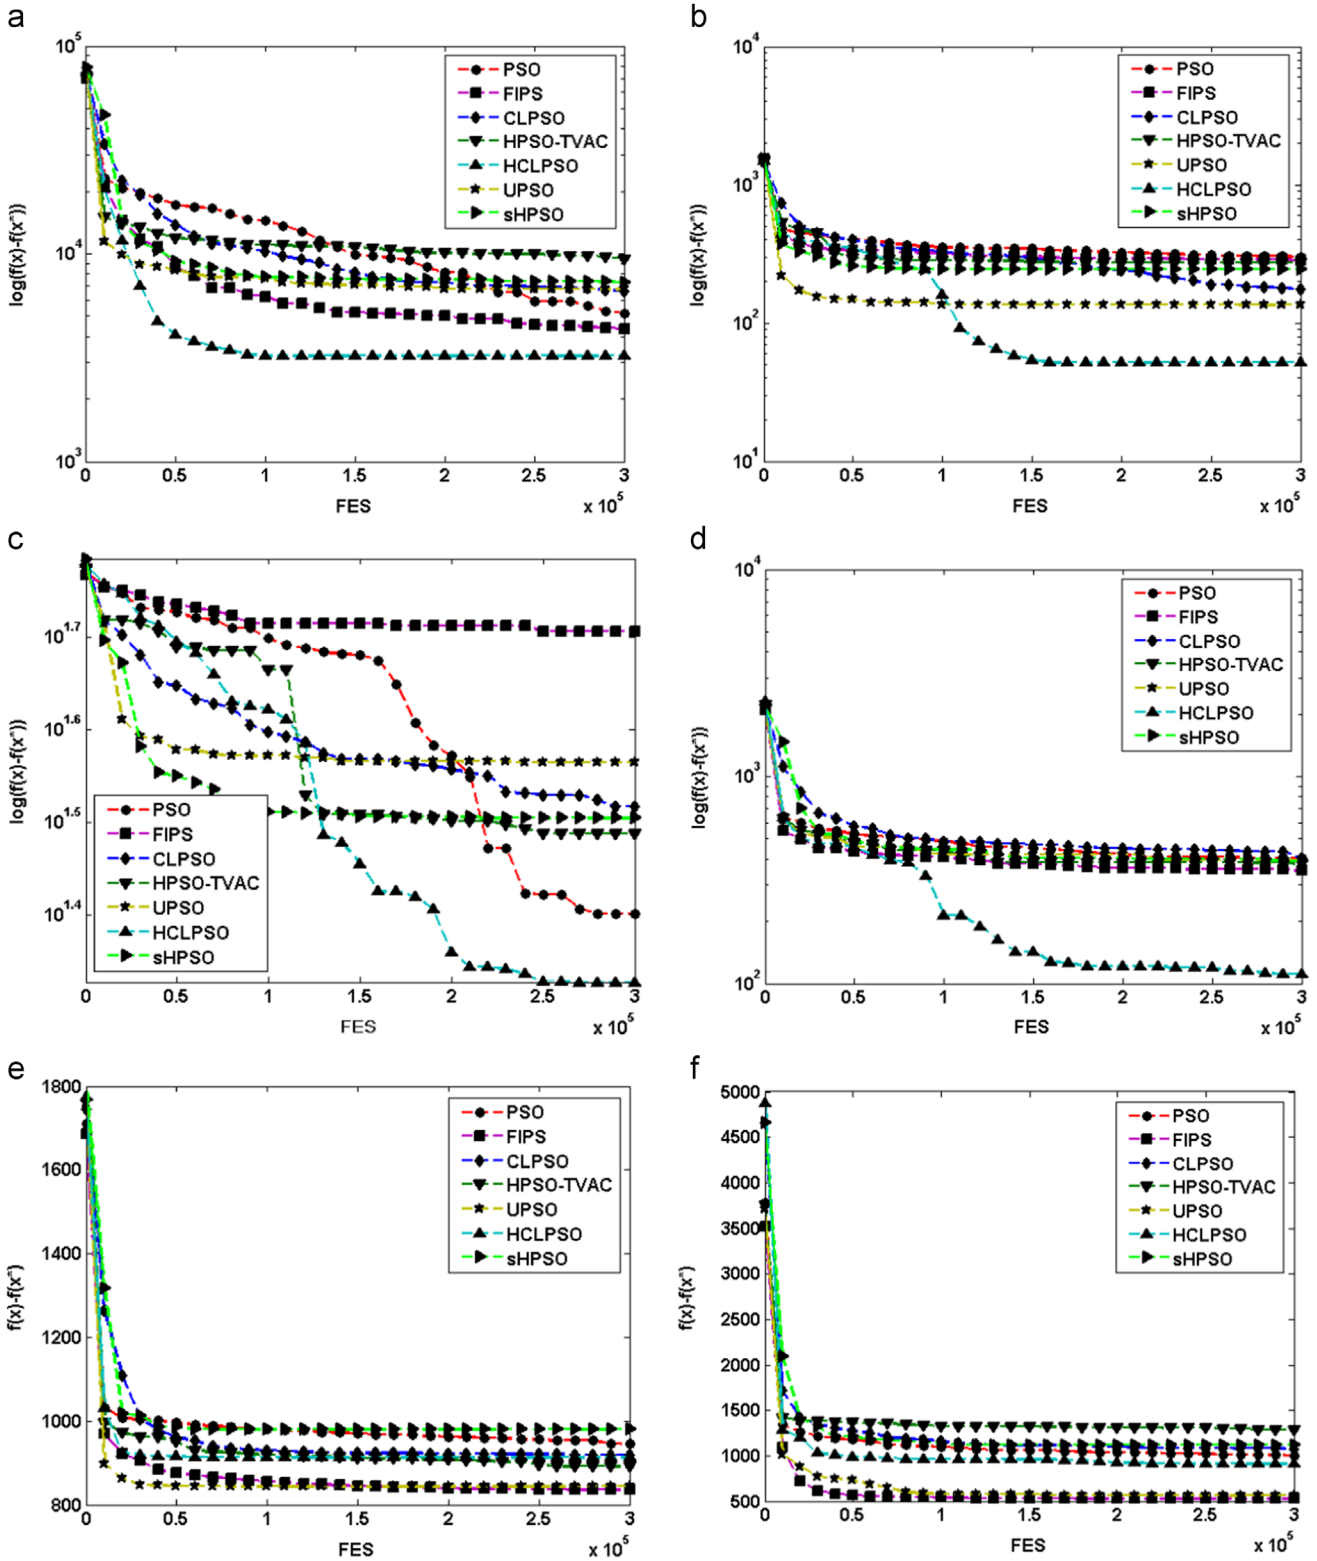 a
10^5
10^4
10^3
log(f(x)-f(x*))
PSO
FIPS
CLPSO
HPSO-TVAC
HCLPSO
UPSO
sHPSO
0 0.5 1 1.5 2 2.5 3
FES
x 10^5
b
10^4
10^3
10^2
10^1
log(f(x)-f(x*))
PSO
FIPS
CLPSO
HPSO-TVAC
UPSO
HCLPSO
sHPSO
0 0.5 1 1.5 2 2.5 3
FES
x 10^5
c
10^1.7
10^1.6
10^1.5
10^1.4
log(f(x)-f(x*))
PSO
FIPS
CLPSO
HPSO-TVAC
UPSO
HCLPSO
sHPSO
0 0.5 1 1.5 2 2.5 3
FES
x 10^5
d
10^4
10^3
10^2
log(f(x)-f(x*))
PSO
FIPS
CLPSO
HPSO-TVAC
UPSO
HCLPSO
sHPSO
0 0.5 1 1.5 2 2.5 3
FES
x 10^5
e
1800
1600
1400
1200
1000
800
f(x)-f(x*)
PSO
FIPS
CLPSO
HPSO-TVAC
UPSO
HCLPSO
sHPSO
0 0.5 1 1.5 2 2.5 3
FES
x 10^5
f
5000
4500
4000
3500
3000
2500
2000
1500
1000
500
f(x)-f(x*)
PSO
FIPS
CLPSO
HPSO-TVAC
UPSO
HCLPSO
sHPSO
0 0.5 1 1.5 2 2.5 3
FES
x 10^5